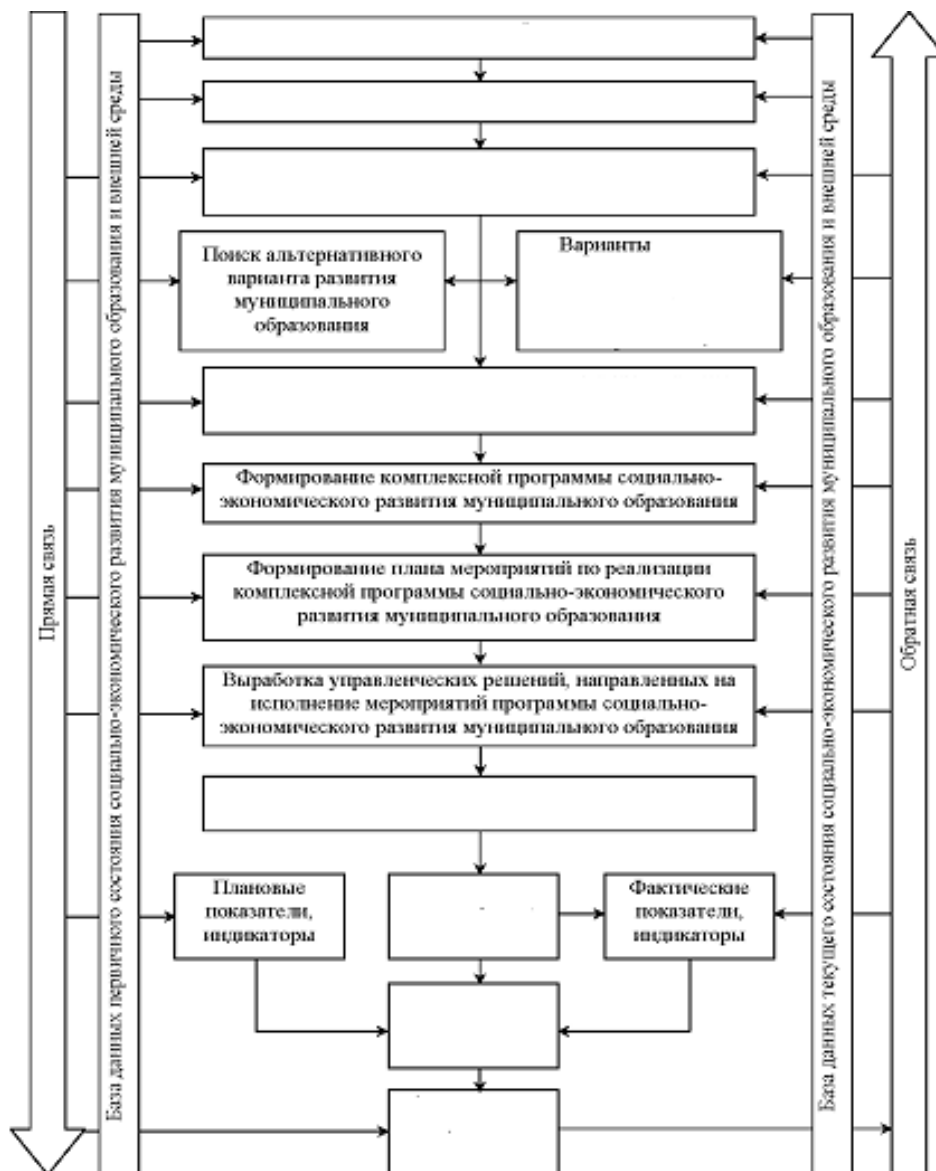 Прямая связь
База данных первичного состояния социально-экономического развития муниципального образования и внешней среды
Поиск альтернативного
варианта развития
муниципального
образования
Варианты
Формирование комплексной программы социально-
экономического развития муниципального образования
Формирование плана мероприятий по реализации
комплексной программы социально-экономического
развития муниципального образования
Выработка управленческих решений, направленных на
исполнение мероприятий программы социально-
экономического развития муниципального образования
Плановые
показатели,
индикаторы
Фактические
показатели,
индикаторы
База данных текущего состояния социально-экономического развития муниципального образования и внешней среды
Обратная связь